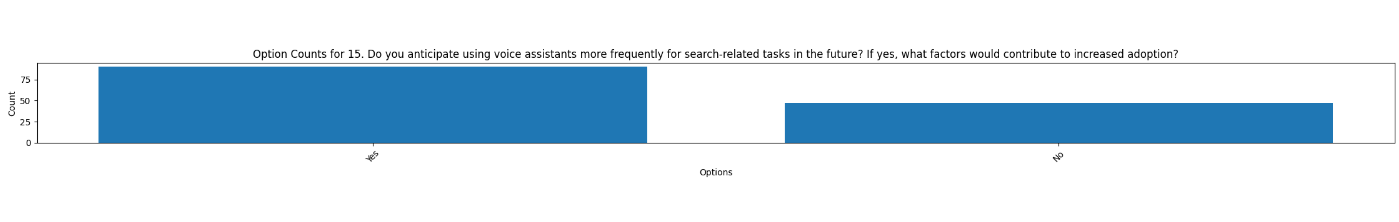 Option Counts for 15. Do you anticipate using voice assistants more frequently for search-related tasks in the future? If yes, what factors would contribute to increased adoption?
Count
75
50
25
0
Yes
No
Options